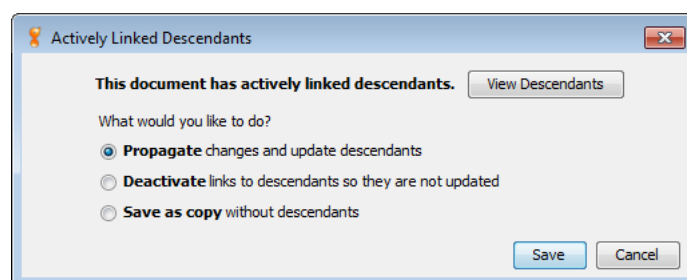 Actively Linked Descendants
This document has actively linked descendants. View Descendants
What would you like to do?
Propagate changes and update descendants
Deactivate links to descendants so they are not updated
Save as copy without descendants
Save Cancel